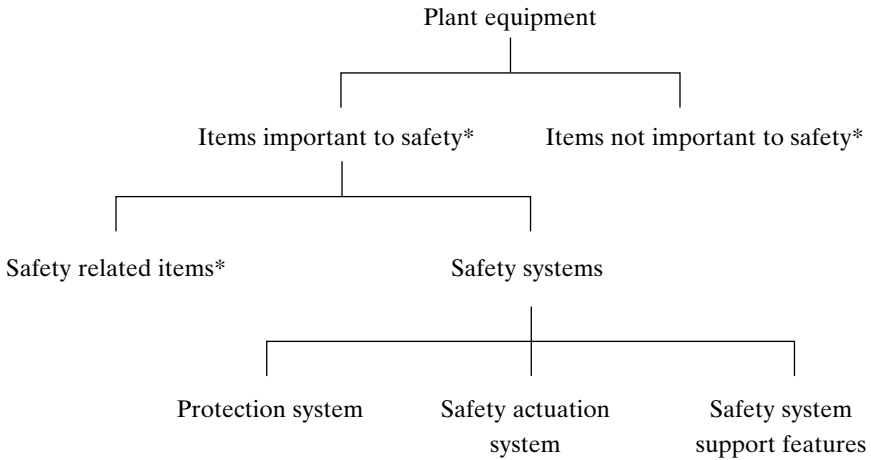 Plant equipment
Items important to safety*
Items not important to safety*
Safety related items*
Safety systems
Protection system
Safety actuation
system
Safety system
support features